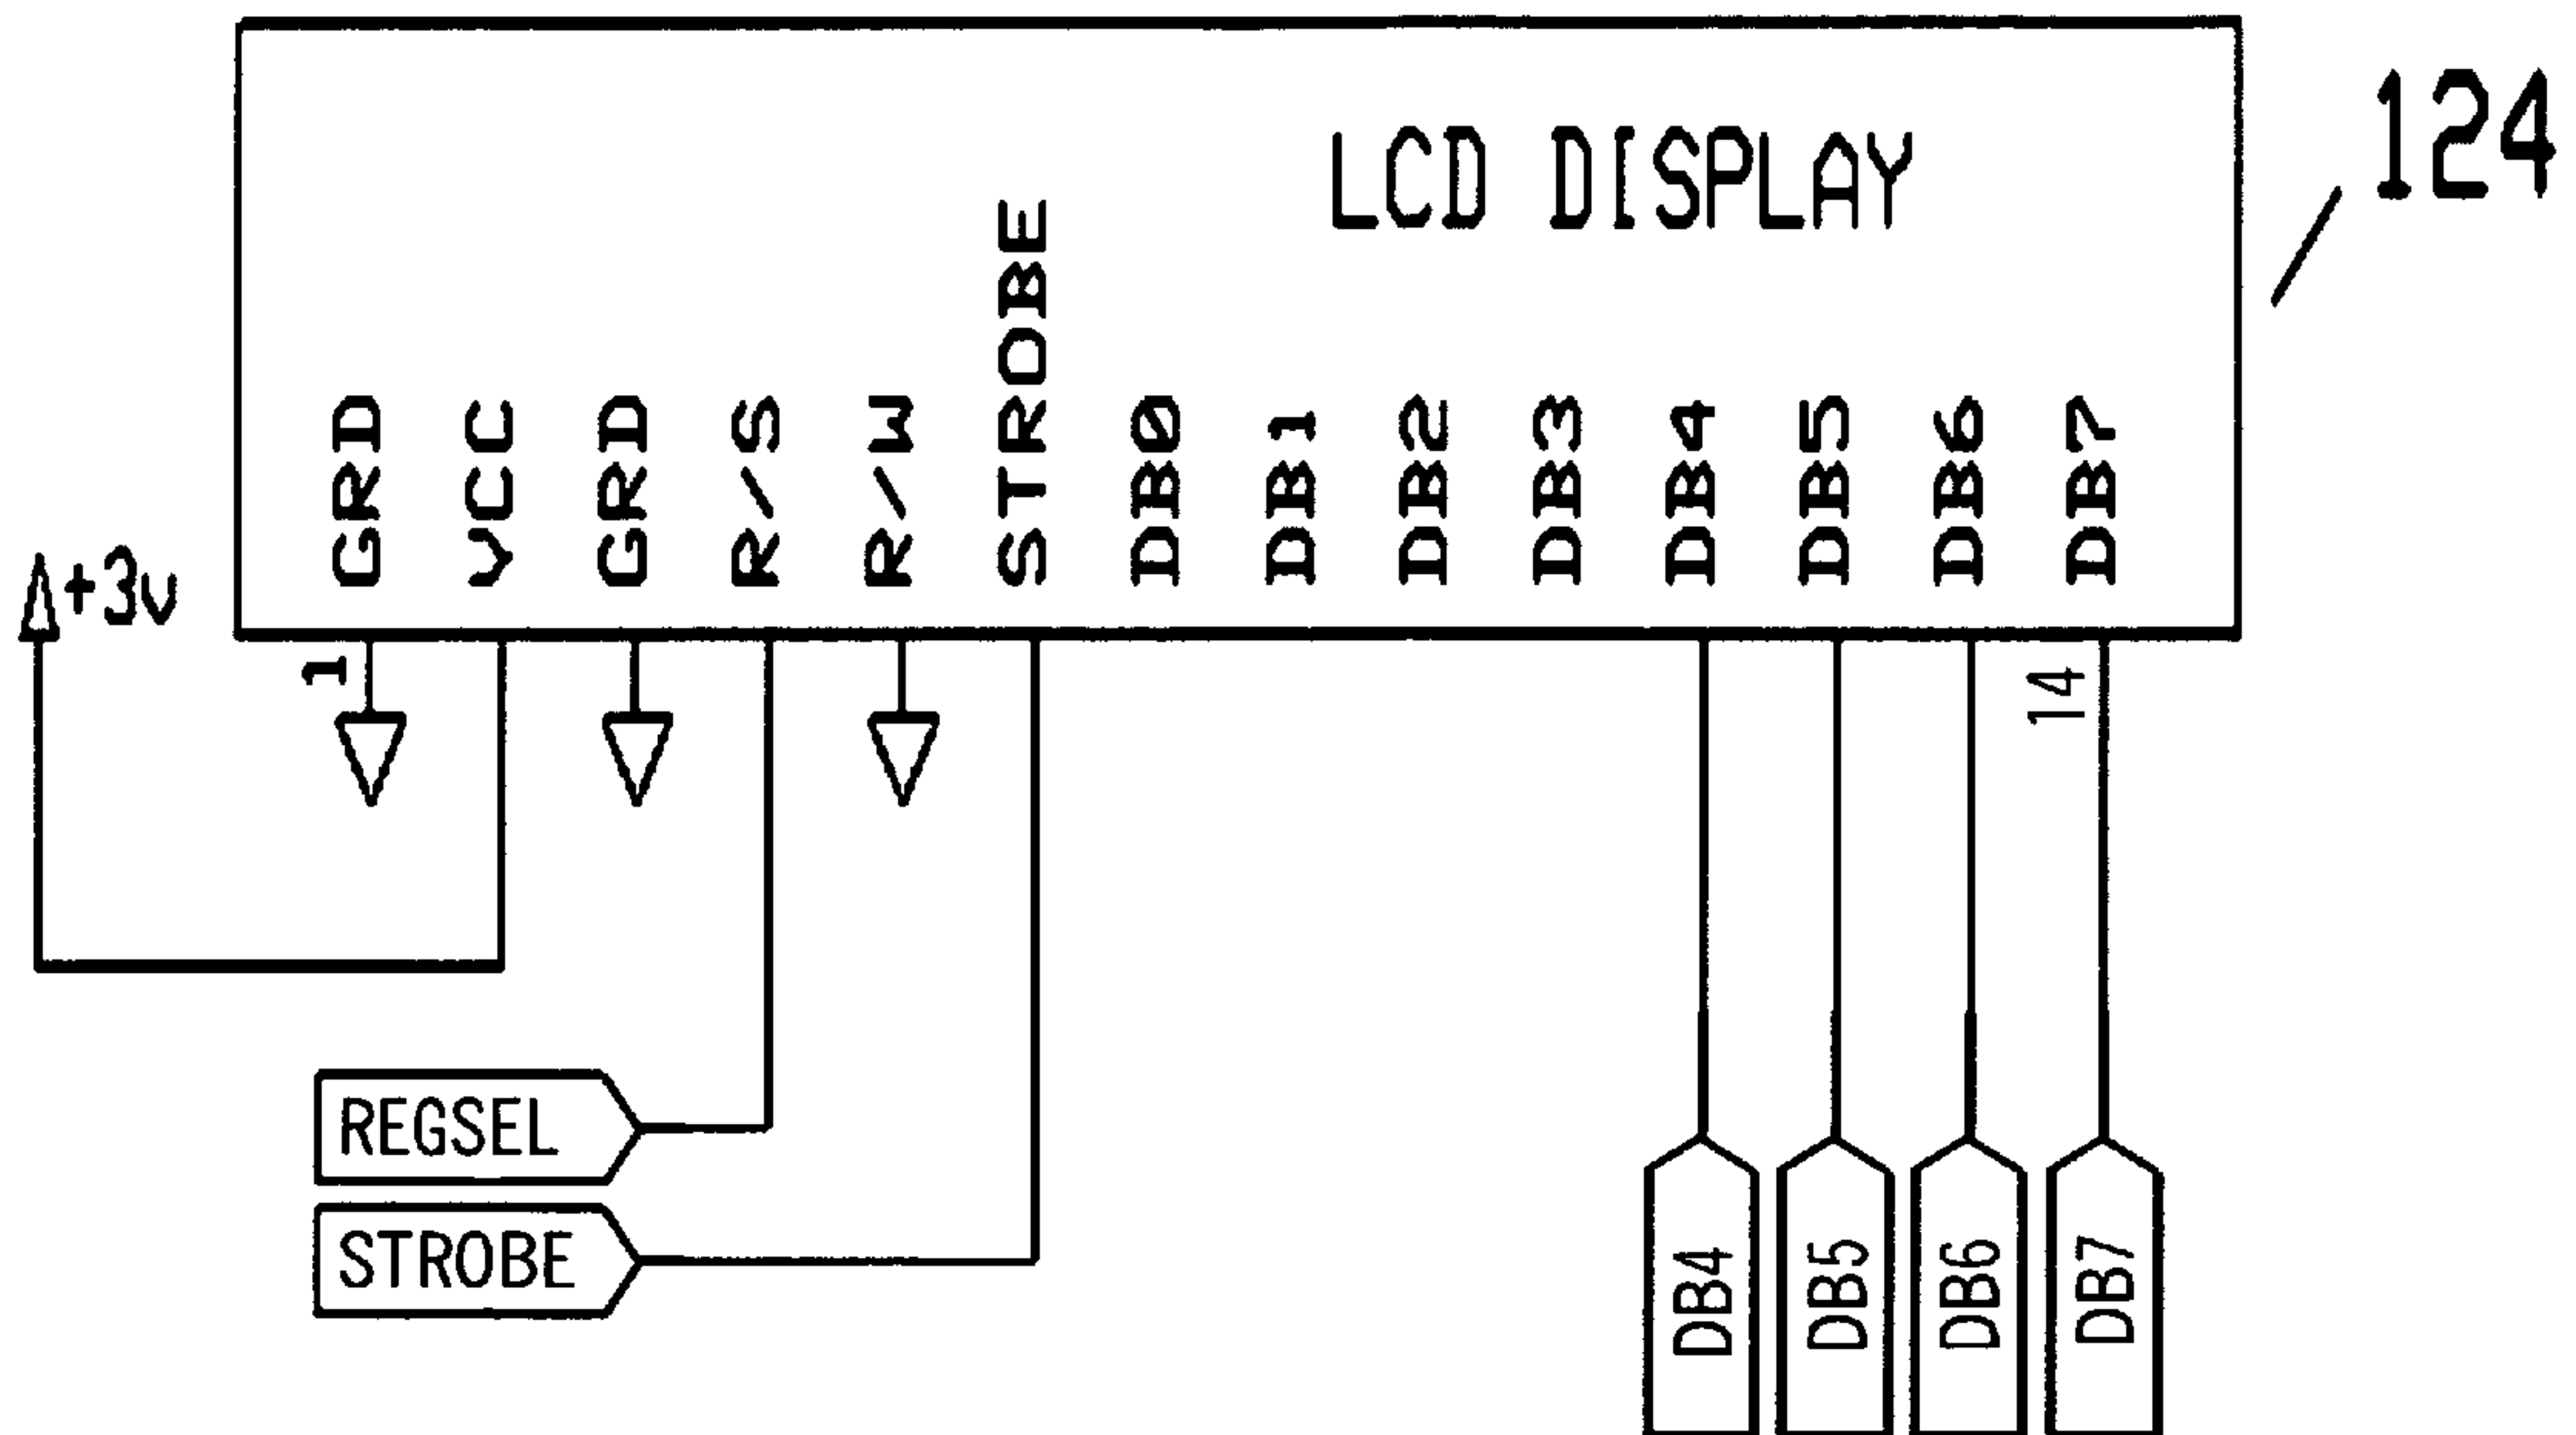 124
LCD DISPLAY
GRD
VCC
GRD
R/S
R/W
STROBE
DB0
DB1
DB2
DB3
DB4
DB5
DB6
DB7
+3v
1
14
REGSEL
STROBE
DB4
DB5
DB6
DB7